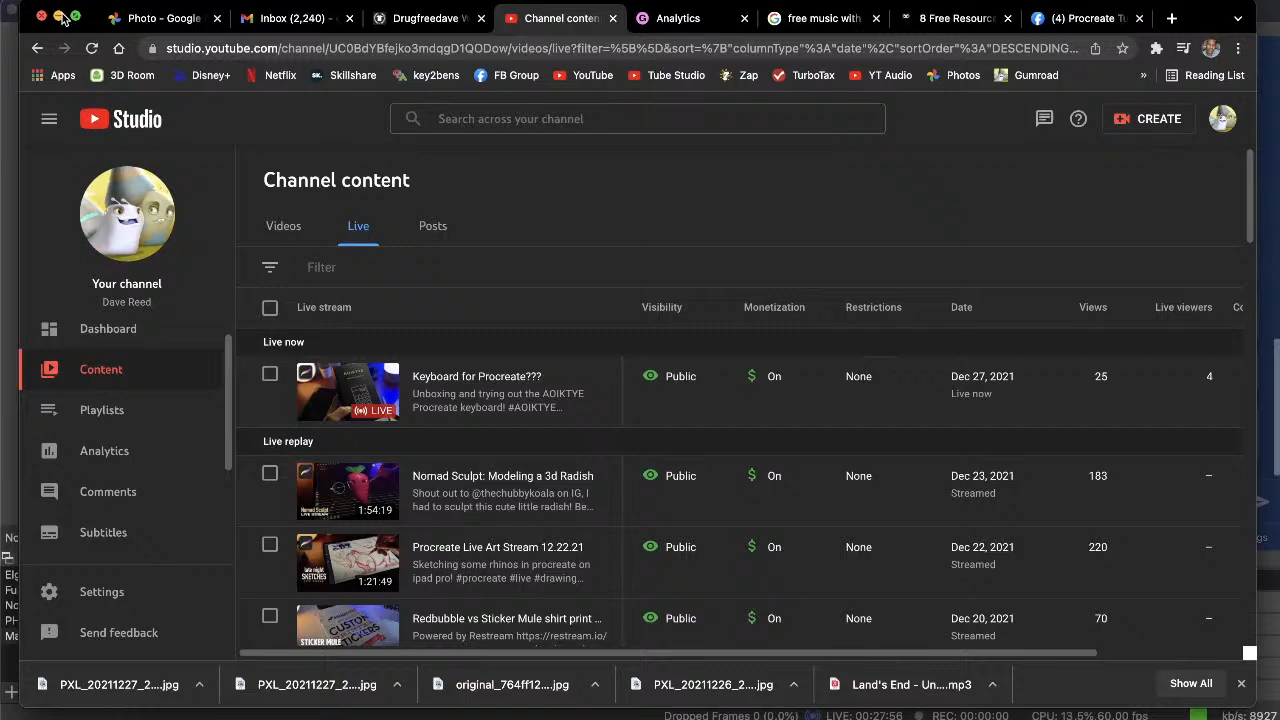 Photo - Google
Inbox (2,240) -
Drugfreedave W
Channel conten
Analytics
free music with
8 Free Resourc
(4) Procreate Tu
studio.youtube.com/channel/UC0BdYBfejko3mdqgD1QODow/videos/live?filter=%5B%5D&sort=%7B"columnType"%3A"date"%2C"sortOrder"%3A"DESCENDING...
Apps
3D Room
Disney+
Netflix
Skillshare
key2bens
FB Group
YouTube
Tube Studio
Zap
TurboTax
YT Audio
Photos
Gumroad
»
Reading List
Studio
Search across your channel
CREATE
Your channel
Dave Reed
Dashboard
Content
Playlists
Analytics
Comments
Subtitles
Settings
Send feedback
Channel content
Videos
Live
Posts
Filter
Live stream
Visibility
Monetization
Restrictions
Date
Views
Live viewers
Live now
LIVE
Keyboard for Procreate???
Unboxing and trying out the AOIKTYE
Procreate keyboard! #AOIKTYE...
Public
$ On
None
Dec 27, 2021
Live now
25
4
Live replay
1:54:19
Nomad Sculpt: Modeling a 3d Radish
Shout out to @thechubbykoala on IG, I
had to sculpt this cute little radish! Be...
Public
$ On
None
Dec 23, 2021
Streamed
183
–
late night
SKETCHES
1:21:49
Procreate Live Art Stream 12.22.21
Sketching some rhinos in procreate on
ipad pro! #procreate #live #drawing...
Public
$ On
None
Dec 22, 2021
Streamed
220
–
CUSTOM
STICKERS
STICKER MULE
Redbubble vs Sticker Mule shirt print ...
Powered by Restream https://restream.io/
Public
$ On
None
Dec 20, 2021
Streamed
70
–
PXL_20211227_2....jpg
PXL_20211227_2....jpg
original_764ff12....jpg
PXL_20211226_2....jpg
Land's End - Un....mp3
Show All
Dropped Frames 0 (0.0%)
LIVE: 00:27:56
REC: 00:00:00
CPU: 13.5%, 60.00 fps
kb/s: 8927